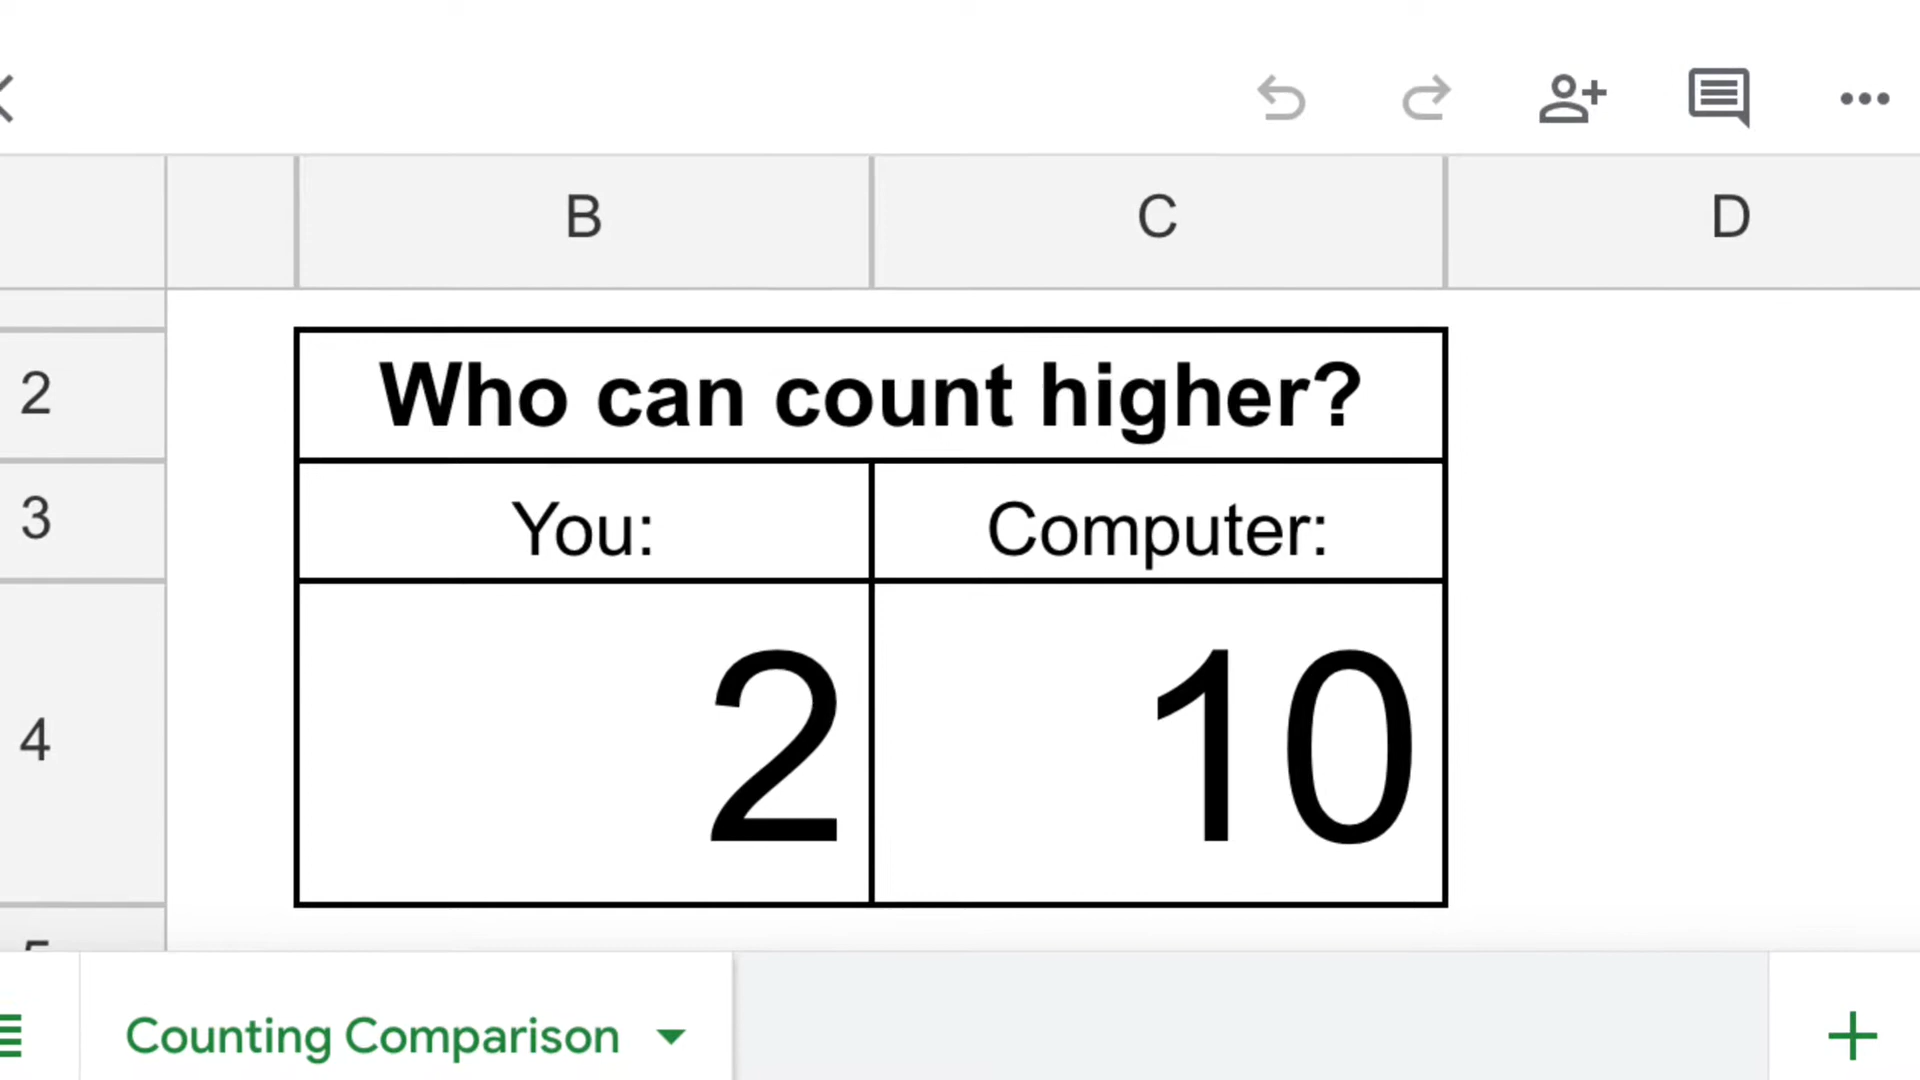 B C D
2 Who can count higher?
3 You: Computer:
4 2 10
Counting Comparison